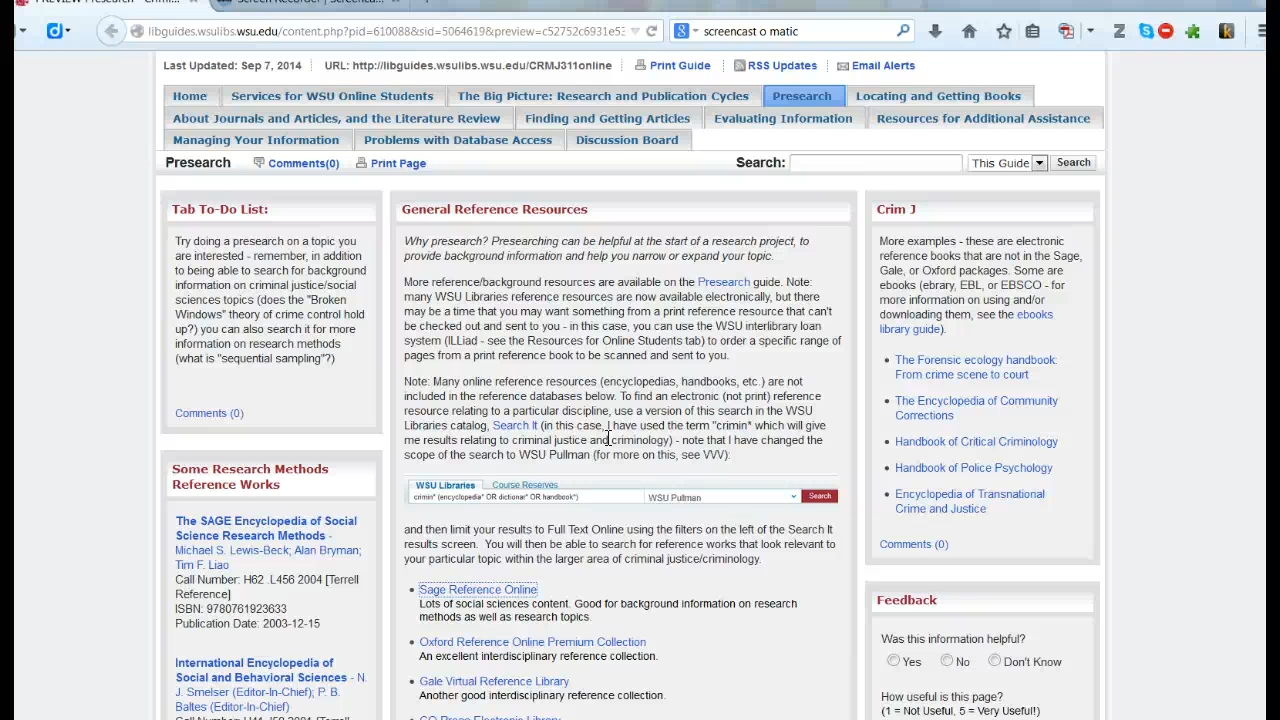 PREVIEW Presearch - Crimi...
Screen Recorder | Screenca...
libguides.wsulibs.wsu.edu/content.php?pid=610088&sid=5064619&preview=c52752c6931e53
screencast o matic
Last Updated: Sep 7, 2014 URL: http://libguides.wsulibs.wsu.edu/CRMJ311online Print Guide RSS Updates Email Alerts
Home Services for WSU Online Students The Big Picture: Research and Publication Cycles Presearch Locating and Getting Books
About Journals and Articles, and the Literature Review Finding and Getting Articles Evaluating Information Resources for Additional Assistance
Managing Your Information Problems with Database Access Discussion Board
Presearch Comments(0) Print Page Search: This Guide Search
Tab To-Do List:
Try doing a presearch on a topic you
are interested - remember, in addition
to being able to search for background
information on criminal justice/social
sciences topics (does the "Broken
Windows" theory of crime control hold
up?) you can also search it for more
information on research methods
(what is "sequential sampling"?)
Comments (0)
Some Research Methods
Reference Works
The SAGE Encyclopedia of Social
Science Research Methods -
Michael S. Lewis-Beck; Alan Bryman;
Tim F. Liao
Call Number: H62 .L456 2004 [Terrell
Reference]
ISBN: 9780761923633
Publication Date: 2003-12-15
International Encyclopedia of
Social and Behavioral Sciences - N.
J. Smelser (Editor-In-Chief); P. B.
Baltes (Editor-In-Chief)
General Reference Resources
Why presearch? Presearching can be helpful at the start of a research project, to
provide background information and help you narrow or expand your topic.
More reference/background resources are available on the Presearch guide. Note:
many WSU Libraries reference resources are now available electronically, but there
may be a time that you may want something from a print reference resource that can't
be checked out and sent to you - in this case, you can use the WSU interlibrary loan
system (ILLiad - see the Resources for Online Students tab) to order a specific range of
pages from a print reference book to be scanned and sent to you.
Note: Many online reference resources (encyclopedias, handbooks, etc.) are not
included in the reference databases below. To find an electronic (not print) reference
resource relating to a particular discipline, use a version of this search in the WSU
Libraries catalog, Search It (in this case, I have used the term "crimin* which will give
me results relating to criminal justice and criminology) - note that I have changed the
scope of the search to WSU Pullman (for more on this, see VVV):
WSU Libraries Course Reserves
crimin* (encyclopedia* OR dictionar* OR handbook*) WSU Pullman Search
and then limit your results to Full Text Online using the filters on the left of the Search It
results screen. You will then be able to search for reference works that look relevant to
your particular topic within the larger area of criminal justice/criminology.
Sage Reference Online
Lots of social sciences content. Good for background information on research
methods as well as research topics.
Oxford Reference Online Premium Collection
An excellent interdisciplinary reference collection.
Gale Virtual Reference Library
Another good interdisciplinary reference collection.
CQ Press Electronic Library
Crim J
More examples - these are electronic
reference books that are not in the Sage,
Gale, or Oxford packages. Some are
ebooks (ebrary, EBL, or EBSCO - for
more information on using and/or
downloading them, see the ebooks
library guide).
The Forensic ecology handbook:
From crime scene to court
The Encyclopedia of Community
Corrections
Handbook of Critical Criminology
Handbook of Police Psychology
Encyclopedia of Transnational
Crime and Justice
Comments (0)
Feedback
Was this information helpful?
Yes No Don't Know
How useful is this page?
(1 = Not Useful, 5 = Very Useful!)